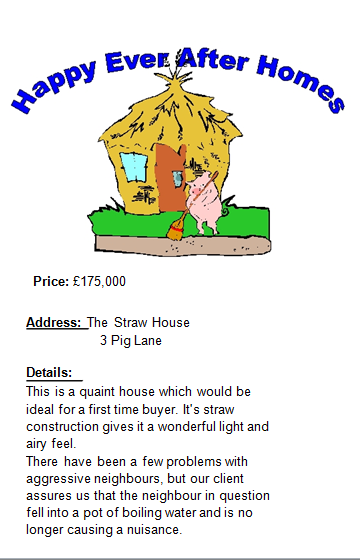 Happy Ever After Homes
Price: £175,000
Address: The Straw House
3 Pig Lane
Details:
This is a quaint house which would be
ideal for a first time buyer. It's straw
construction gives it a wonderful light and
airy feel.
There have been a few problems with
aggressive neighbours, but our client
assures us that the neighbour in question
fell into a pot of boiling water and is no
longer causing a nuisance.